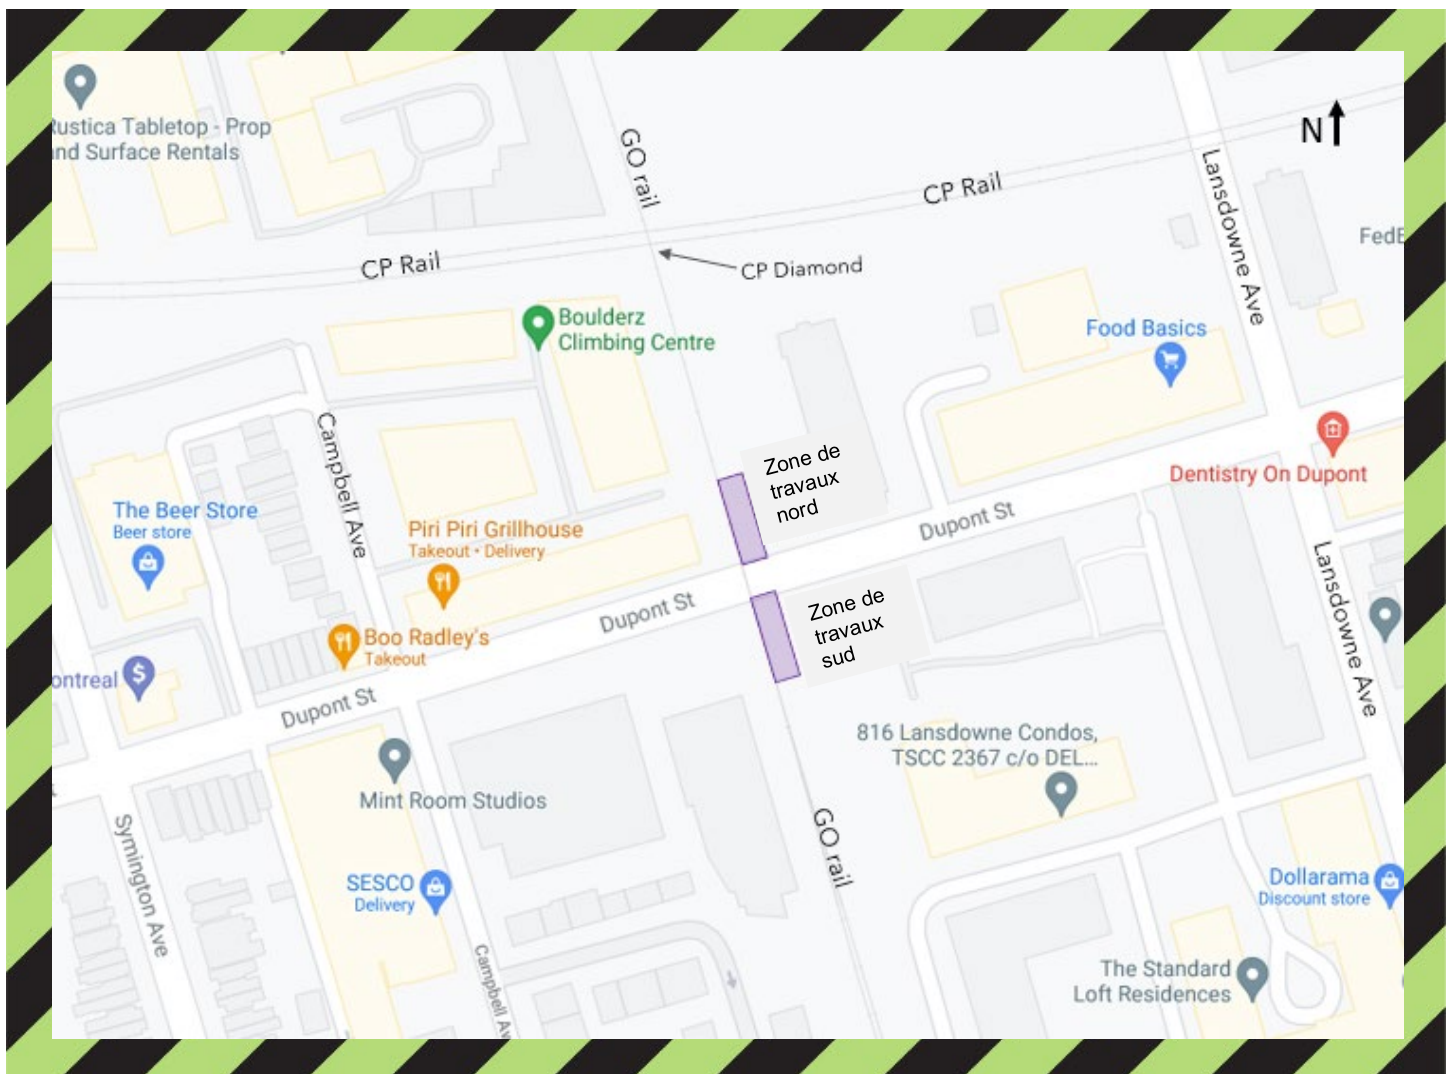 Rustica Tabletop - Prop
and Surface Rentals
GO rail
N
CP Rail
Lansdowne Ave
CP Rail
CP Diamond
FedE
Boulderz
Climbing Centre
Food Basics
Campbell Ave
Zone de
travaux
nord
Dentistry On Dupont
The Beer Store
Beer store
Piri Piri Grillhouse
Takeout • Delivery
Dupont St
Dupont St
Zone de
travaux
sud
Lansdowne Ave
Boo Radley's
Takeout
ontreal
Dupont St
816 Lansdowne Condos,
TSCC 2367 c/o DEL...
Mint Room Studios
Symington Ave
GO rail
SESCO
Delivery
Dollarama
Discount store
Campbell Av
The Standard
Loft Residences